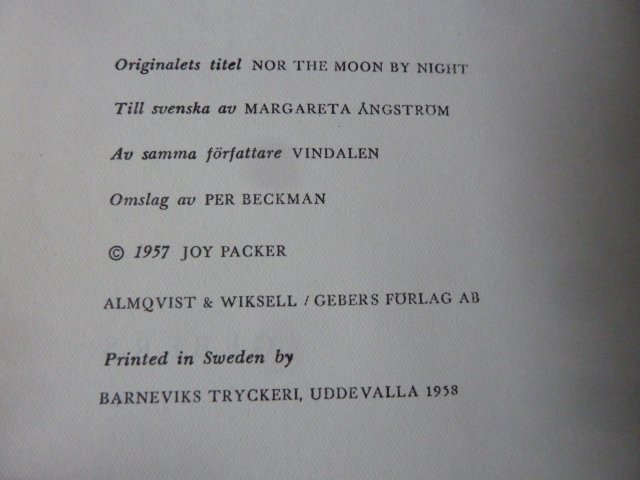 Originalets titel NOR THE MOON BY NIGHT
Till svenska av MARGARETA ÅNGSTRÖM
Av samma författare VINDALEN
Omslag av PER BECKMAN
© 1957 JOY PACKER
ALMQVIST & WIKSELL / GEBERS FÖRLAG AB
Printed in Sweden by
BARNEVIKS TRYCKERI, UDDEVALLA 1958